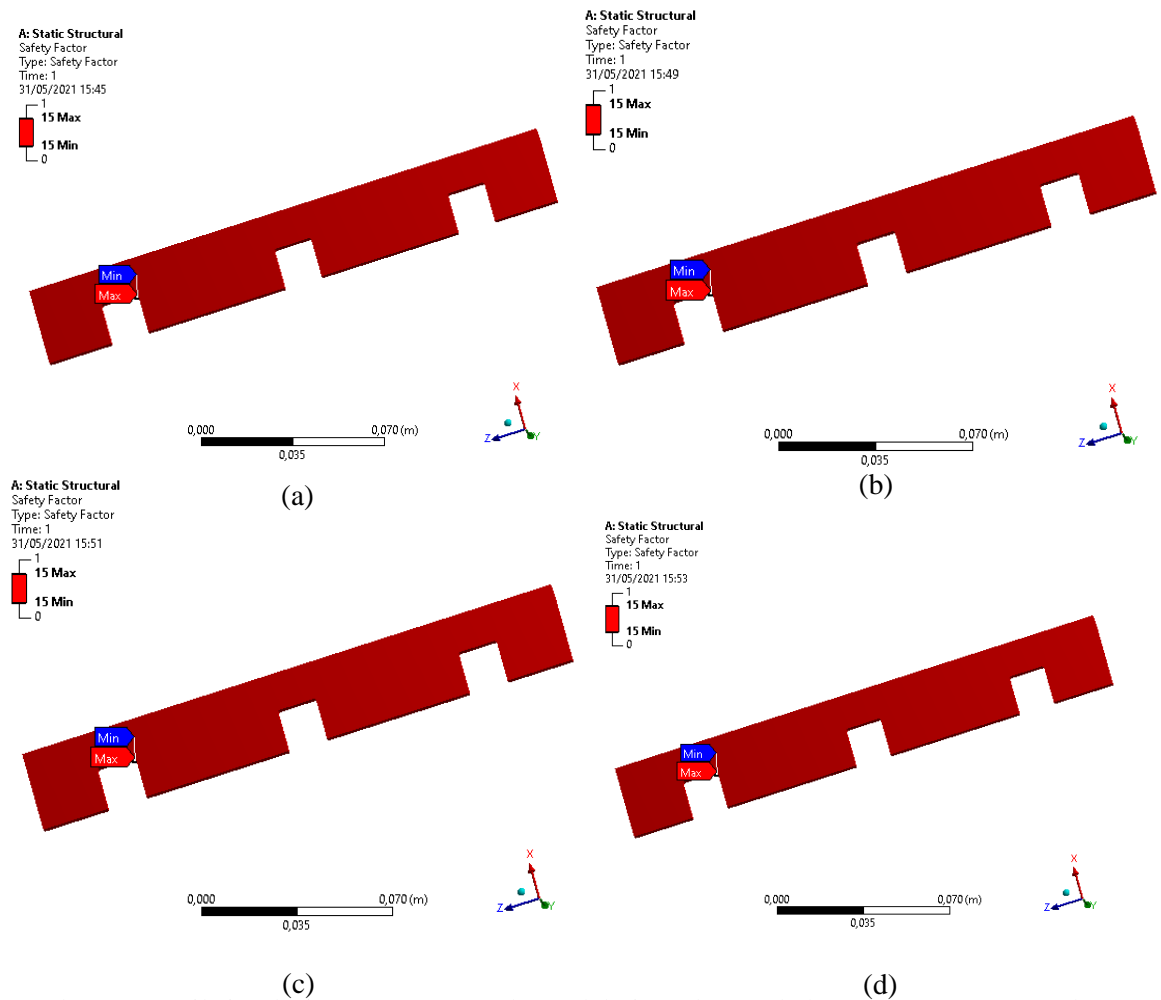 A: Static Structural
Safety Factor
Type: Safety Factor
Time: 1
31/05/2021 15:45
1
15 Max
15 Min
0
Min
Max
X
Z
Y
0,000
0,070 (m)
0,035
(a)
A: Static Structural
Safety Factor
Type: Safety Factor
Time: 1
31/05/2021 15:49
1
15 Max
15 Min
0
Min
Max
X
Z
Y
0,000
0,070 (m)
0,035
(b)
A: Static Structural
Safety Factor
Type: Safety Factor
Time: 1
31/05/2021 15:51
1
15 Max
15 Min
0
Min
Max
X
Z
Y
0,000
0,070 (m)
0,035
(c)
A: Static Structural
Safety Factor
Type: Safety Factor
Time: 1
31/05/2021 15:53
1
15 Max
15 Min
0
Min
Max
X
Z
Y
0,000
0,070 (m)
0,035
(d)